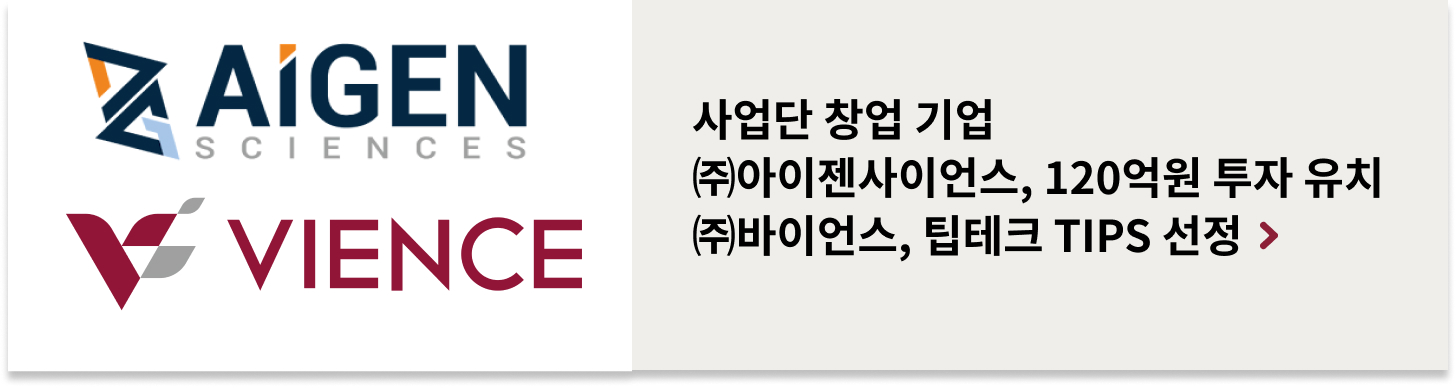 AiGEN
SCIENCES
VIENCE
사업단 창업 기업
㈜아이젠사이언스, 120억원 투자 유치
㈜바이언스, 팁테크 TIPS 선정 >